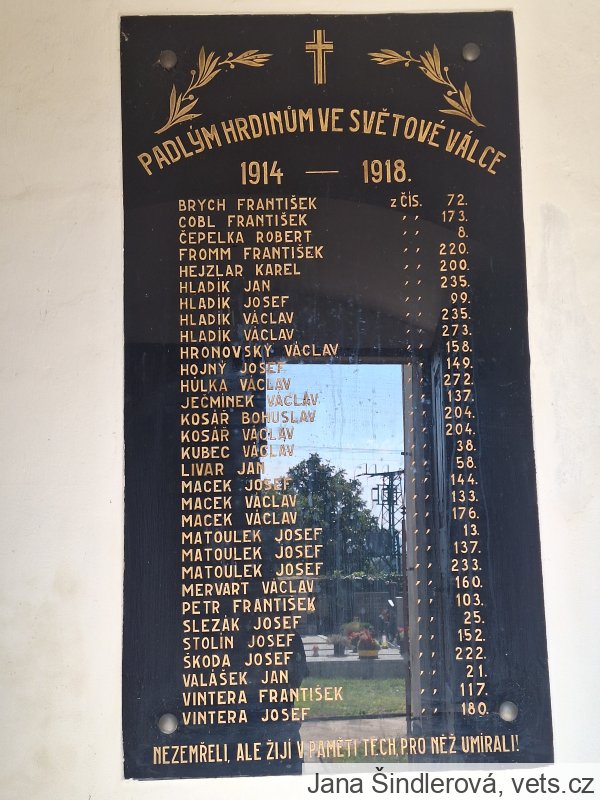 PADLÝM HRDINŮM VE SVĚTOVÉ VÁLCE
1914 — 1918.
BRYCH FRANTIŠEK z ČÍS. 72.
COBL FRANTIŠEK ,, 173.
ČEPELKA ROBERT ,, 8.
FROMM FRANTIŠEK ,, 220.
HEJZLAR KAREL ,, 200.
HLADÍK JAN ,, 235.
HLADÍK JOSEF ,, 99.
HLADÍK VÁCLAV ,, 235.
HLADÍK VÁCLAV ,, 273.
HRONOVSKÝ VÁCLAV ,, 158.
HOJNÝ JOSEF ,, 149.
HŮLKA VÁCLAV ,, 272.
JEČMÍNEK VÁCLAV ,, 137.
KOSÁŘ BOHUSLAV ,, 204.
KOSÁŘ VÁCLAV ,, 204.
KUBEC VÁCLAV ,, 38.
LIVAR JAN ,, 58.
MACEK JOSEF ,, 144.
MACEK VÁCLAV ,, 133.
MACEK VÁCLAV ,, 176.
MATOULEK JOSEF ,, 13.
MATOULEK JOSEF ,, 137.
MATOULEK JOSEF ,, 233.
MERVART VÁCLAV ,, 160.
PETR FRANTIŠEK ,, 103.
SLEZÁK JOSEF ,, 25.
STOLÍN JOSEF ,, 152.
ŠKODA JOSEF ,, 222.
VALÁŠEK JAN ,, 21.
VINTERA FRANTIŠEK ,, 117.
VINTERA JOSEF ,, 180.
NEZEMŘELI, ALE ŽIJÍ V PAMĚTI TĚCH, PRO NĚŽ UMÍRALI!
Jana Šindlerová, vets.cz